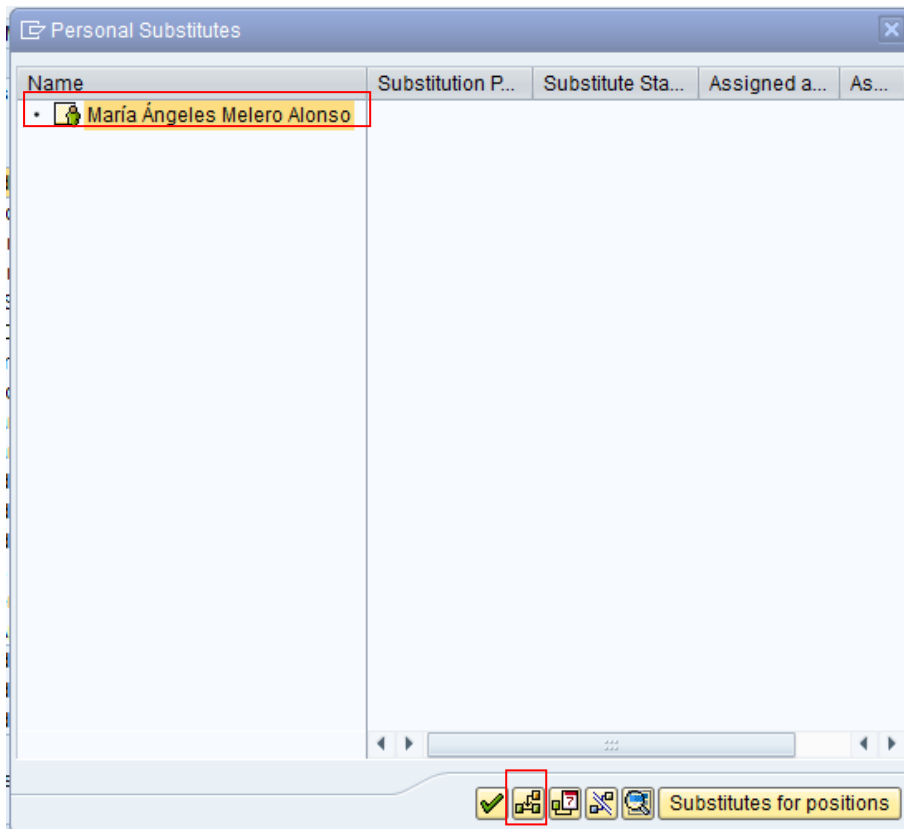 Personal Substitutes
Name Substitution P... Substitute Sta... Assigned a... As...
María Ángeles Melero Alonso
Substitutes for positions